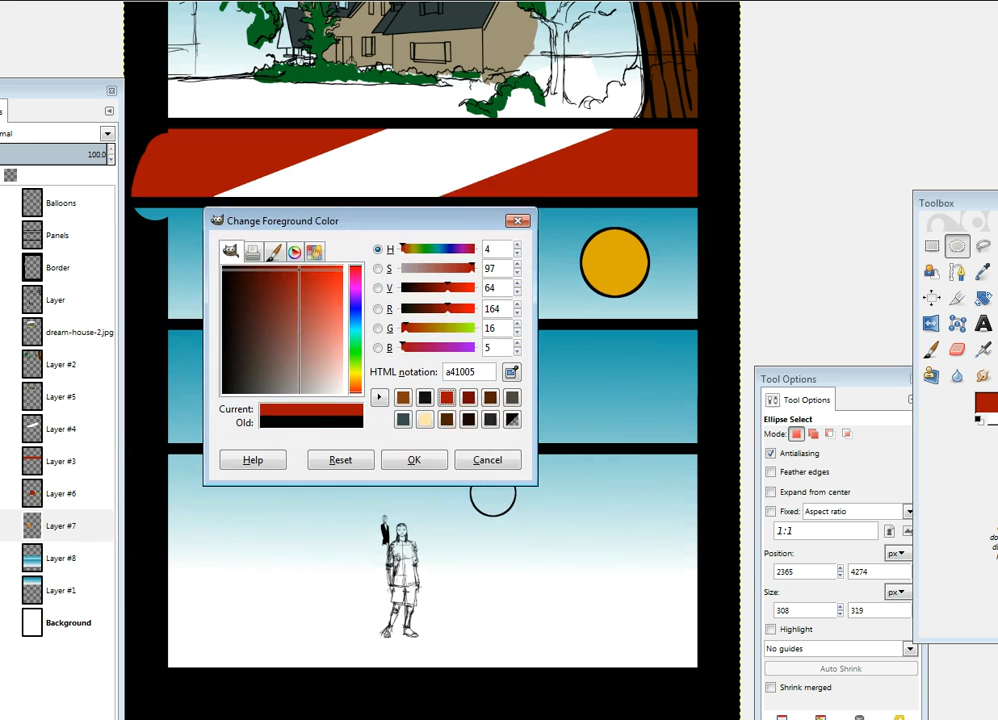 rmal
100.0
Balloons
Panels
Border
Layer
dream-house-2.jpg
Layer #2
Layer #5
Layer #4
Layer #3
Layer #6
Layer #7
Layer #8
Layer #1
Background
Change Foreground Color
H 4
S 97
V 64
R 164
G 16
B 5
HTML notation: a41005
Current:
Old:
Help Reset OK Cancel
Toolbox
Tool Options
Tool Options
Ellipse Select
Mode:
Antialiasing
Feather edges
Expand from center
Fixed: Aspect ratio
1:1
Position:
px
2365 4274
Size:
px
308 319
Highlight
No guides
Auto Shrink
Shrink merged